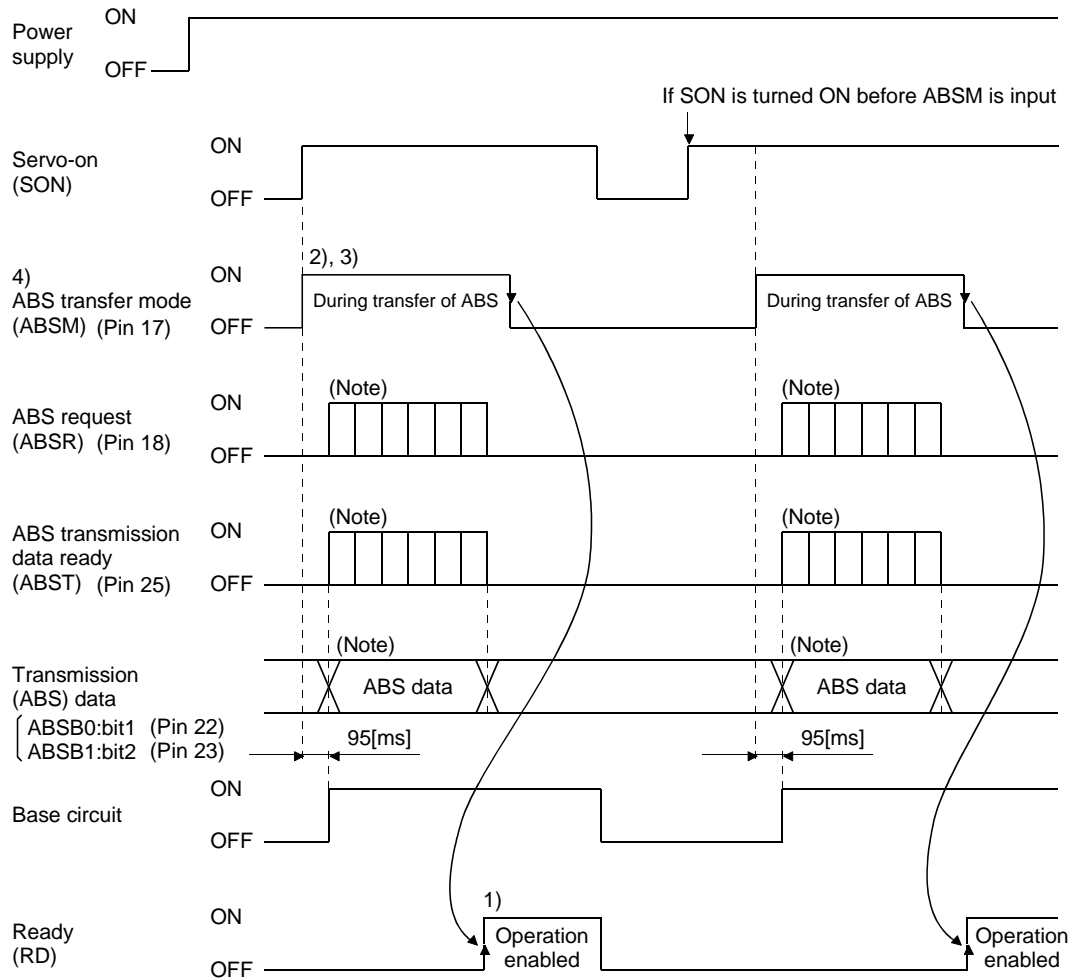 Power supply
ON
OFF
If SON is turned ON before ABSM is input
Servo-on
(SON)
ON
OFF
4)
ABS transfer mode
(ABSM) (Pin 17)
ON
OFF
2), 3)
During transfer of ABS
During transfer of ABS
ABS request
(ABSR) (Pin 18)
ON
OFF
(Note)
(Note)
ABS transmission
data ready
(ABST) (Pin 25)
ON
OFF
(Note)
(Note)
Transmission
(ABS) data
ABSB0:bit1 (Pin 22)
ABSB1:bit2 (Pin 23)
(Note)
ABS data
(Note)
ABS data
95[ms]
95[ms]
Base circuit
ON
OFF
Ready
(RD)
ON
OFF
1)
Operation
enabled
Operation
enabled